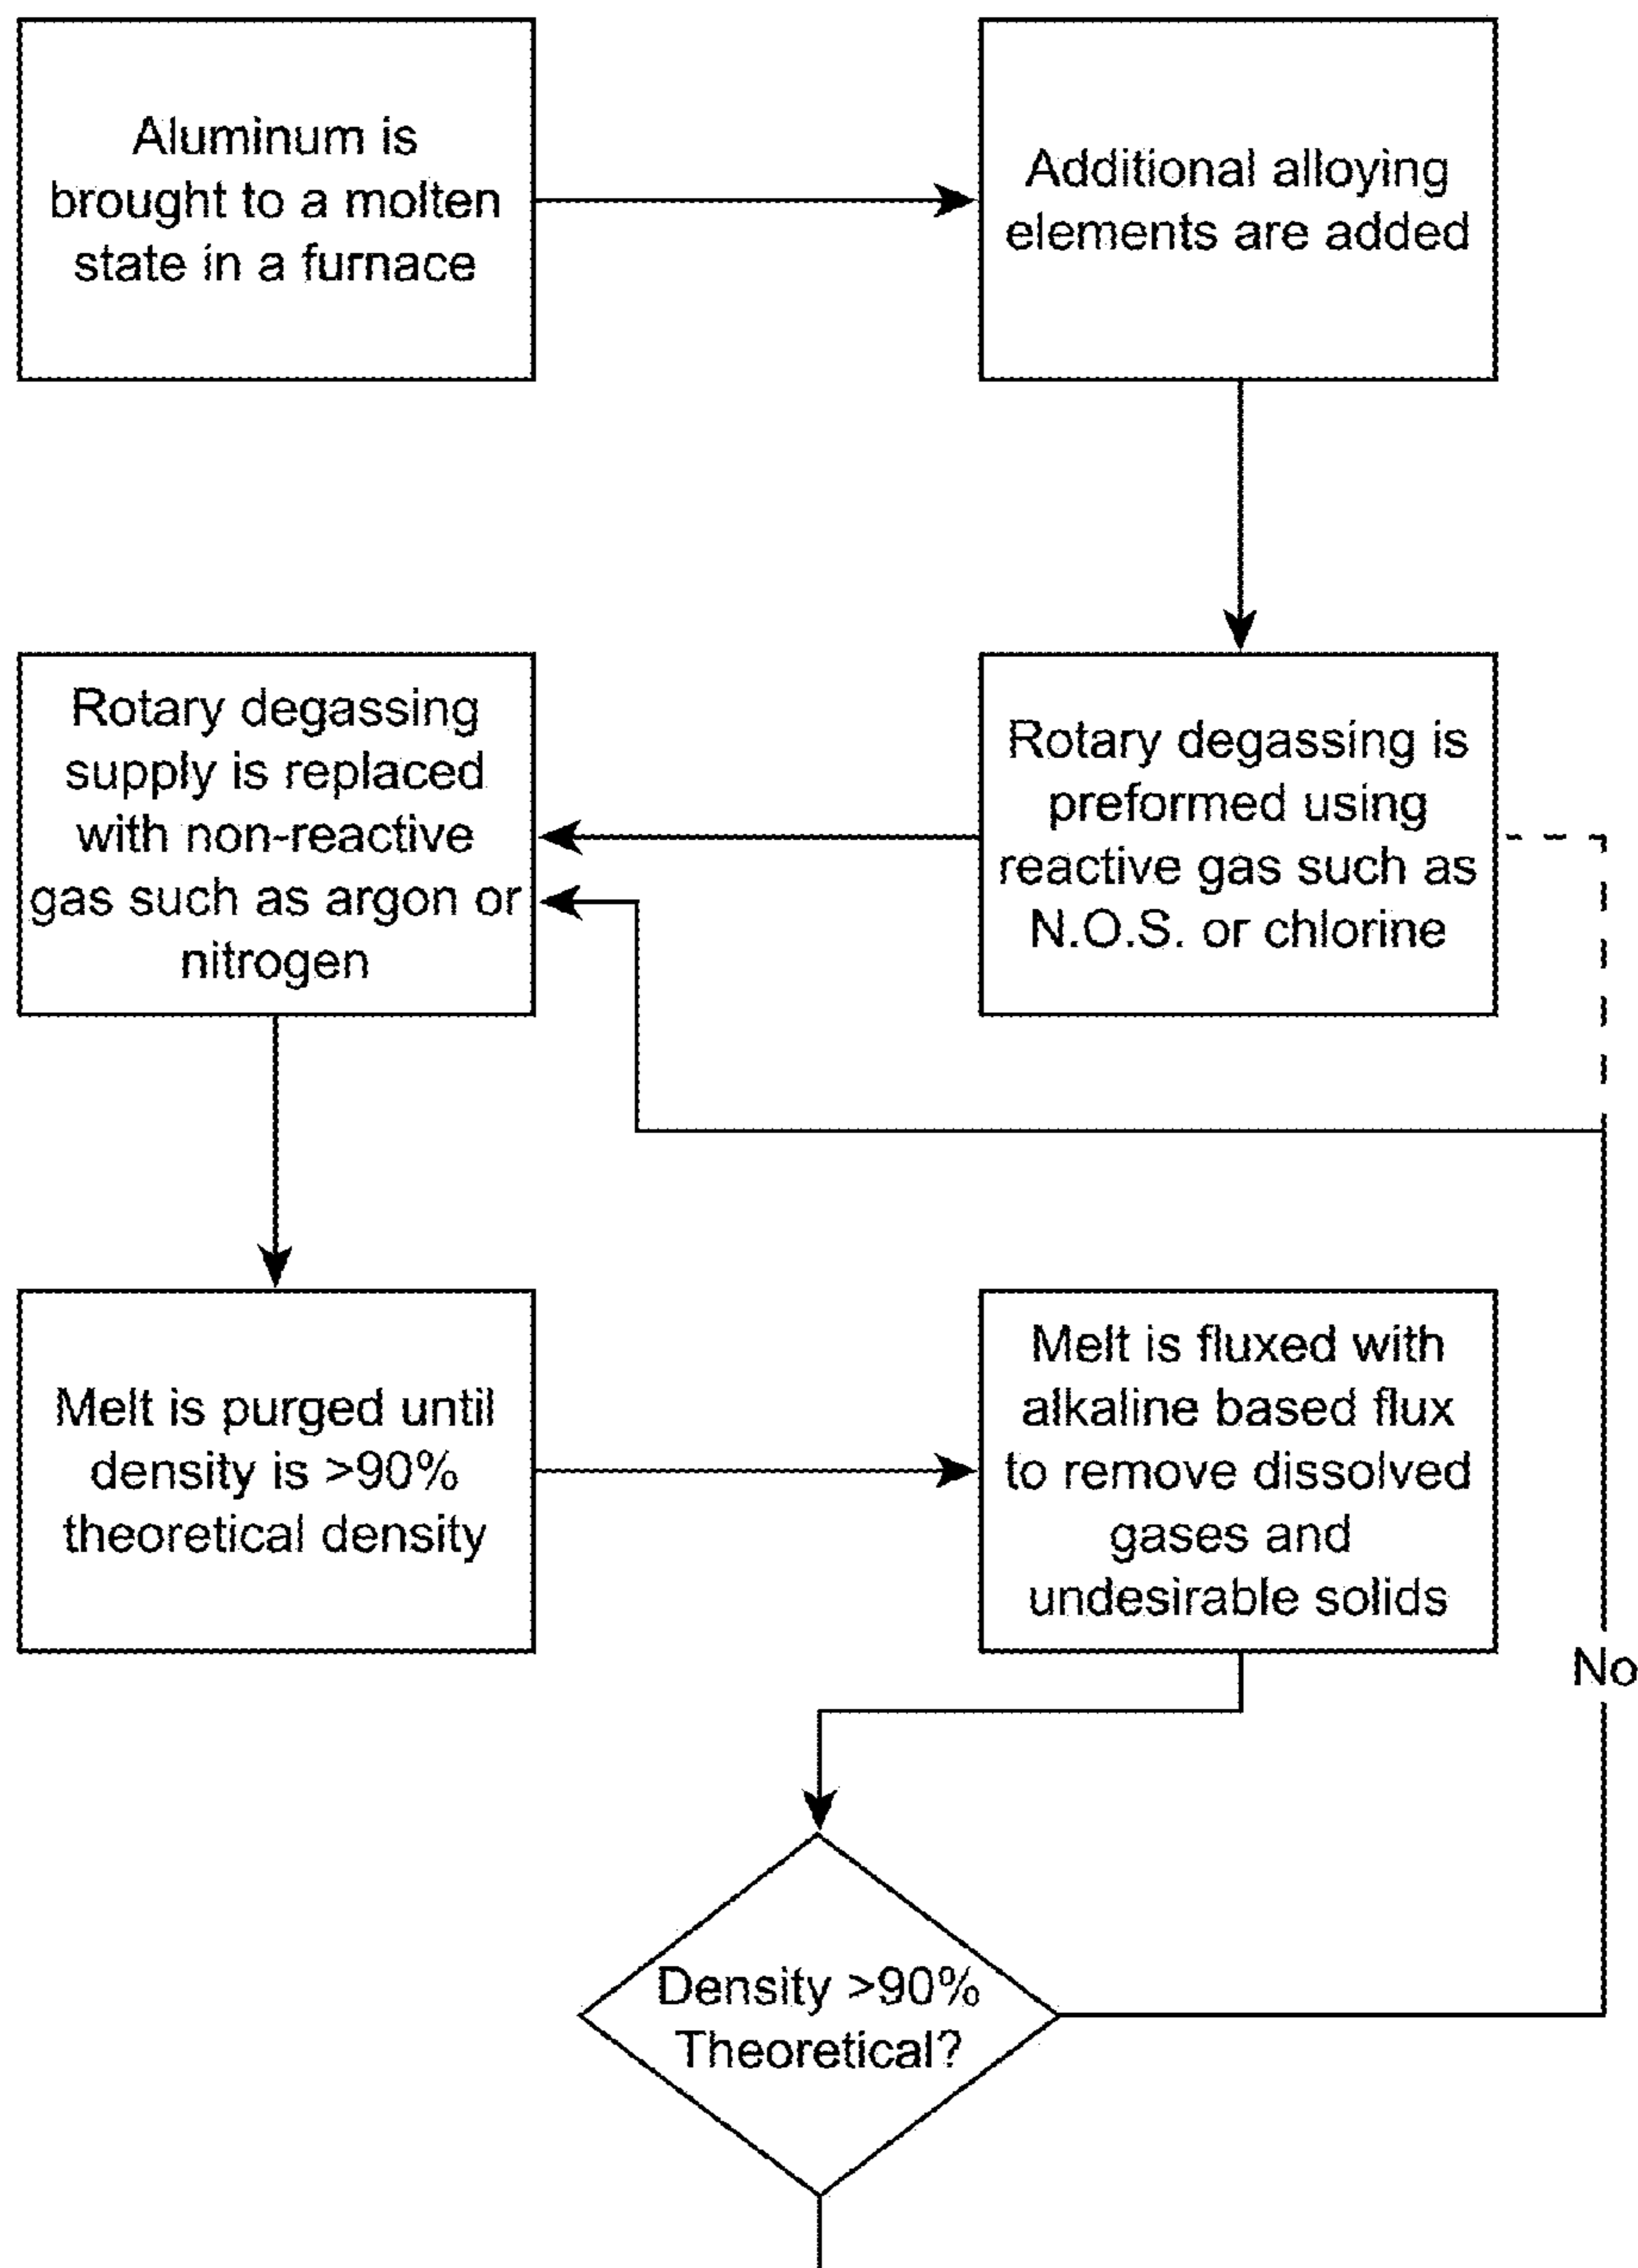 Aluminum is
brought to a molten
state in a furnace
Additional alloying
elements are added
Rotary degassing is
preformed using
reactive gas such as
N.O.S. or chlorine
Rotary degassing
supply is replaced
with non-reactive
gas such as argon or
nitrogen
Melt is purged until
density is >90%
theoretical density
Melt is fluxed with
alkaline based flux
to remove dissolved
gases and
undesirable solids
No
Density >90%
Theoretical?